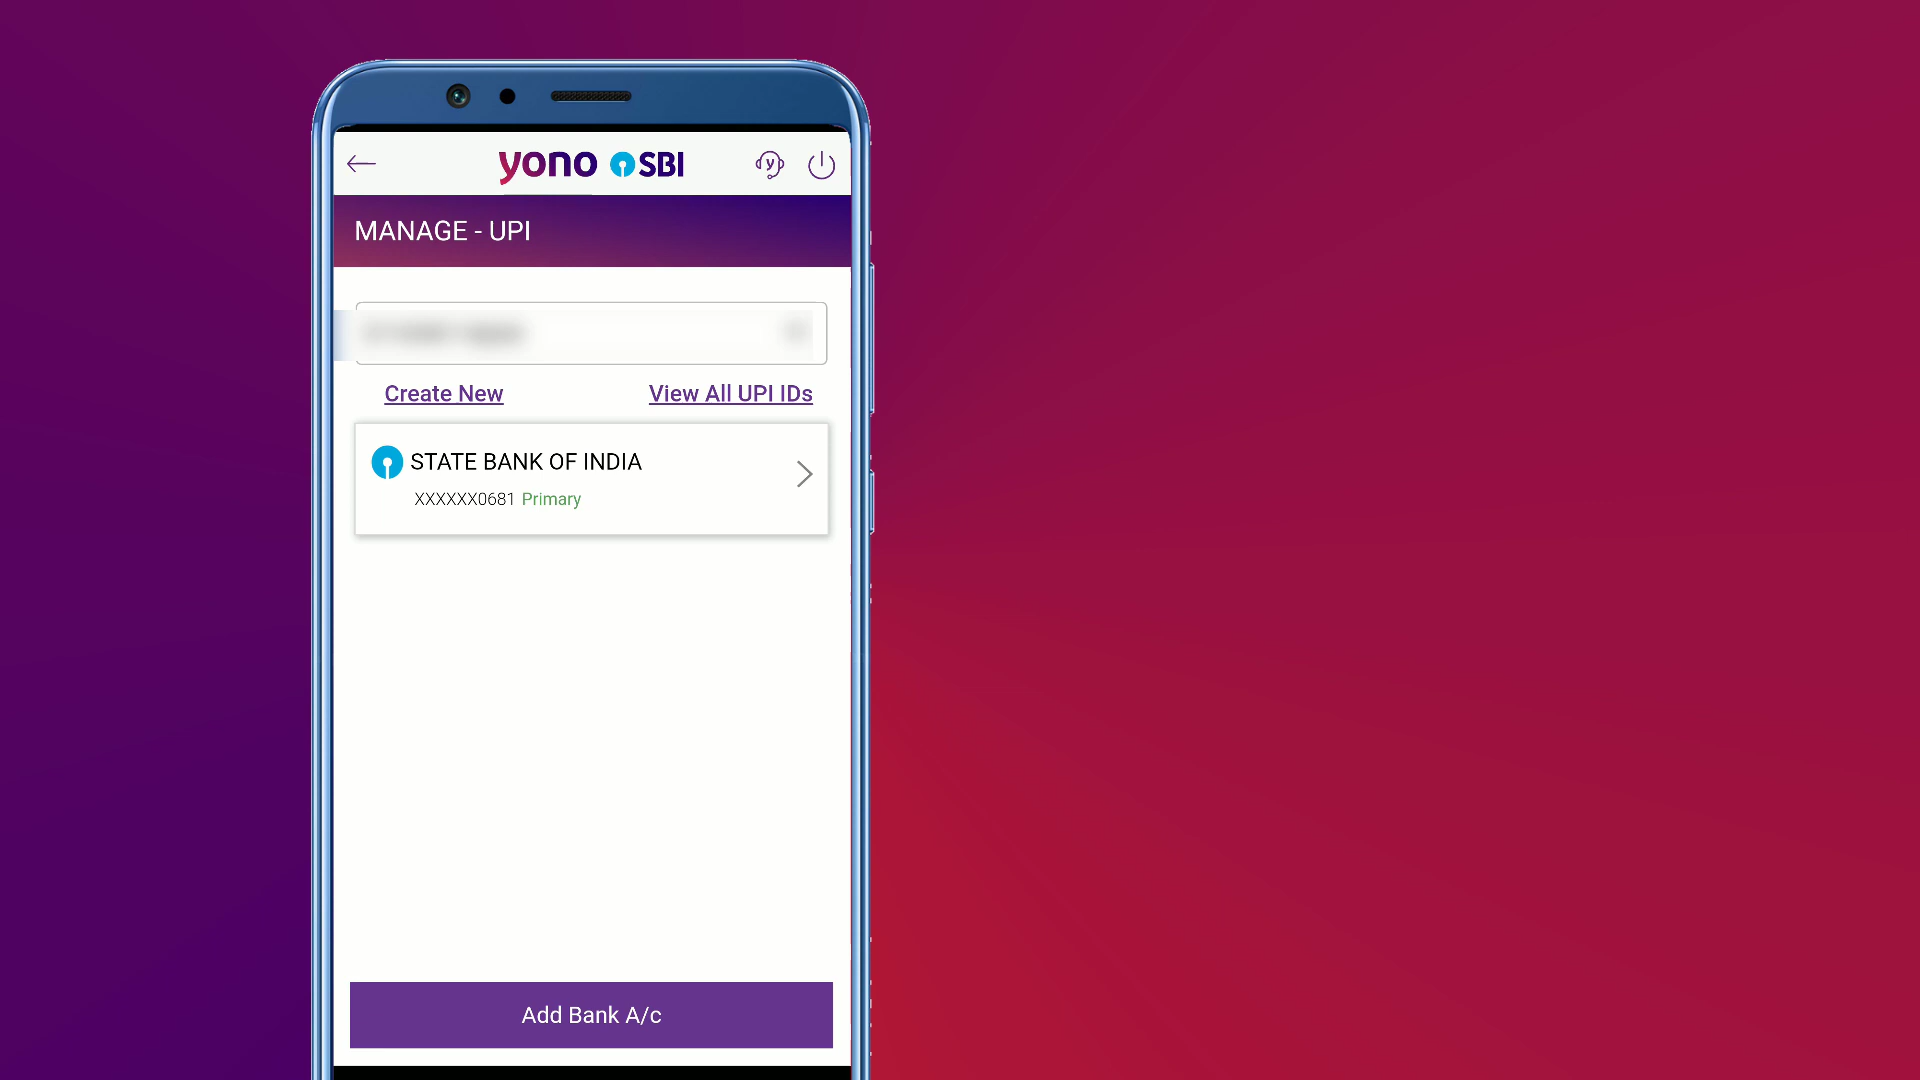 yono SBI
MANAGE - UPI
Create New
View All UPI IDs
STATE BANK OF INDIA
XXXXXX0681 Primary
Add Bank A/c